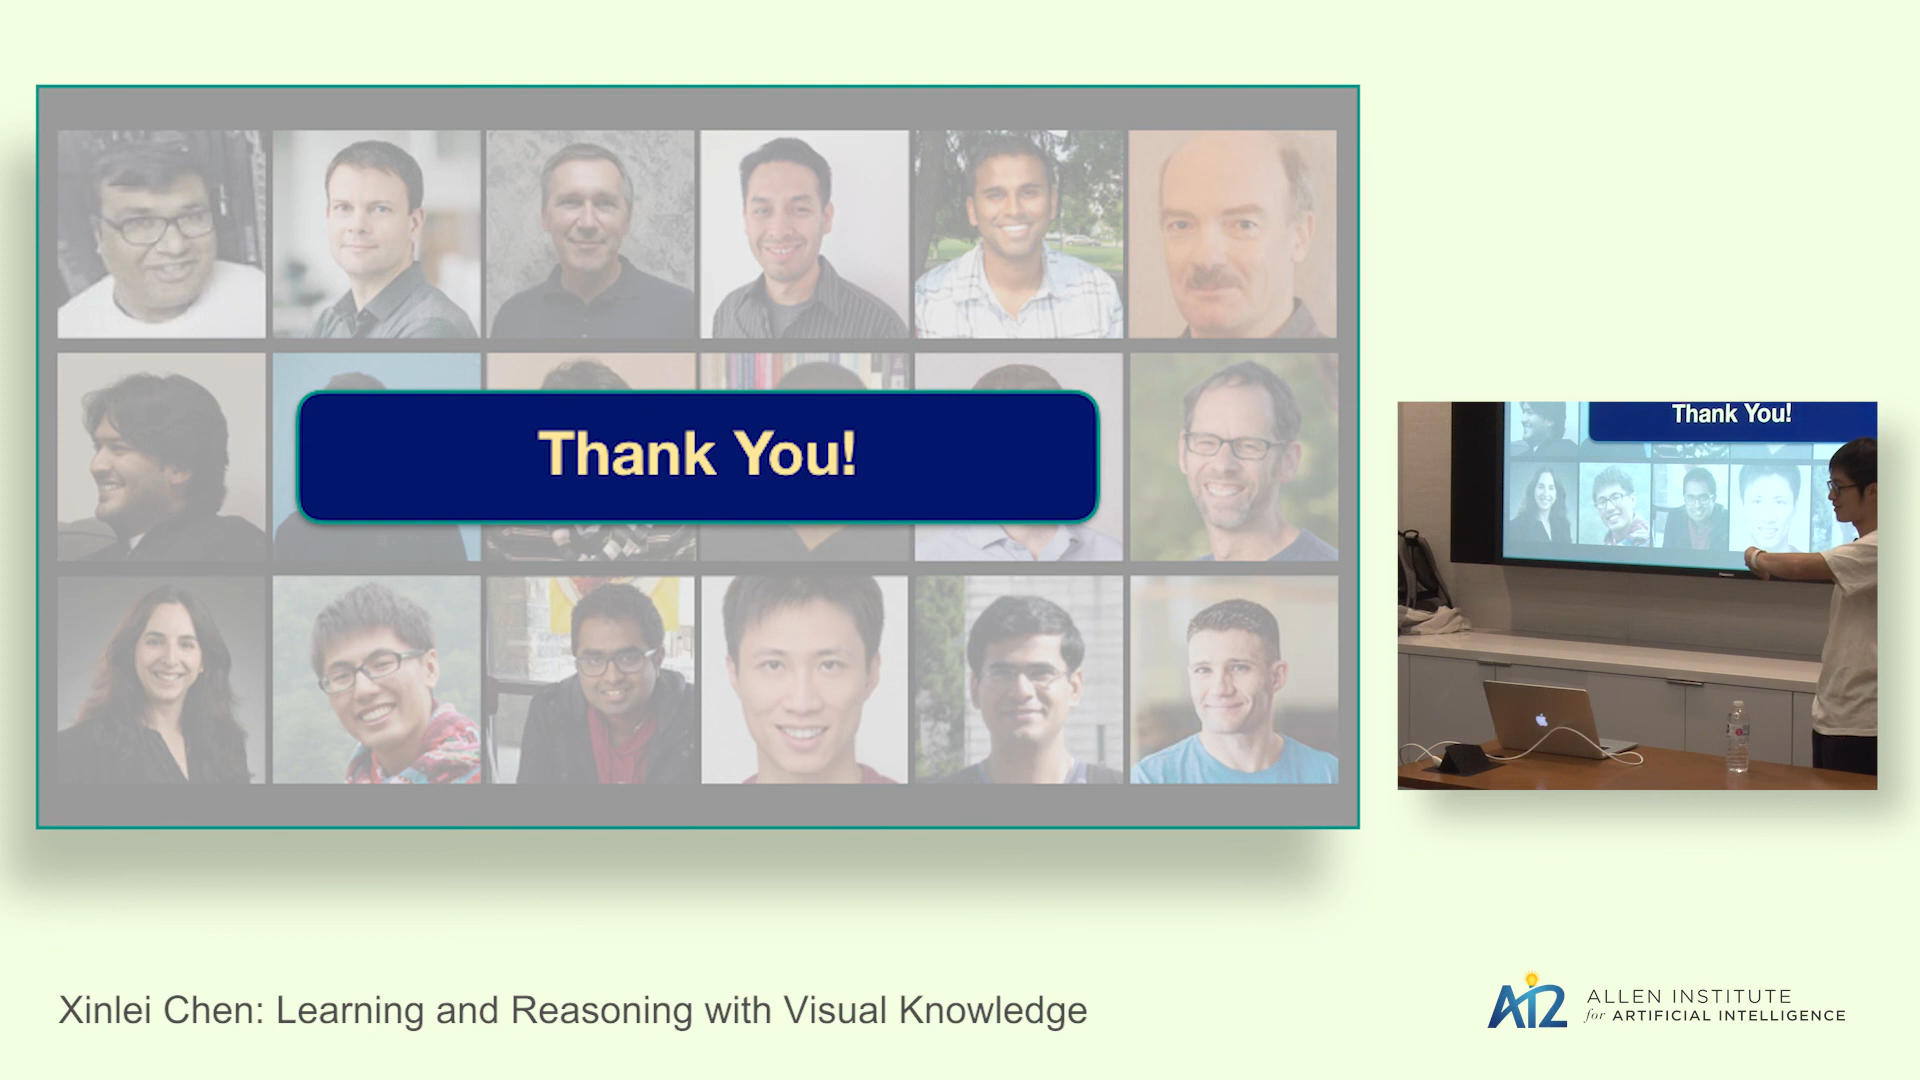 Thank You!
Thank You!
Xinlei Chen: Learning and Reasoning with Visual Knowledge
AI2
ALLEN INSTITUTE
for ARTIFICIAL INTELLIGENCE